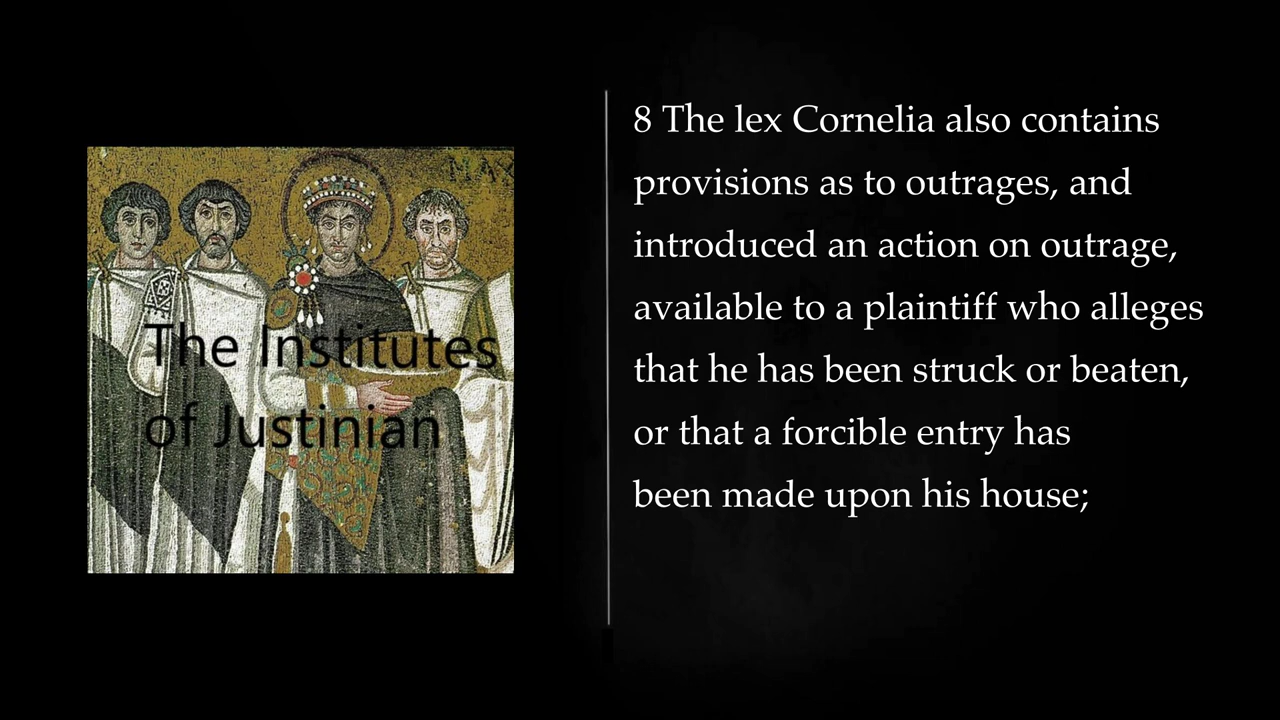 MAX
The Institutes
of Justinian
8 The lex Cornelia also contains
provisions as to outrages, and
introduced an action on outrage,
available to a plaintiff who alleges
that he has been struck or beaten,
or that a forcible entry has
been made upon his house;